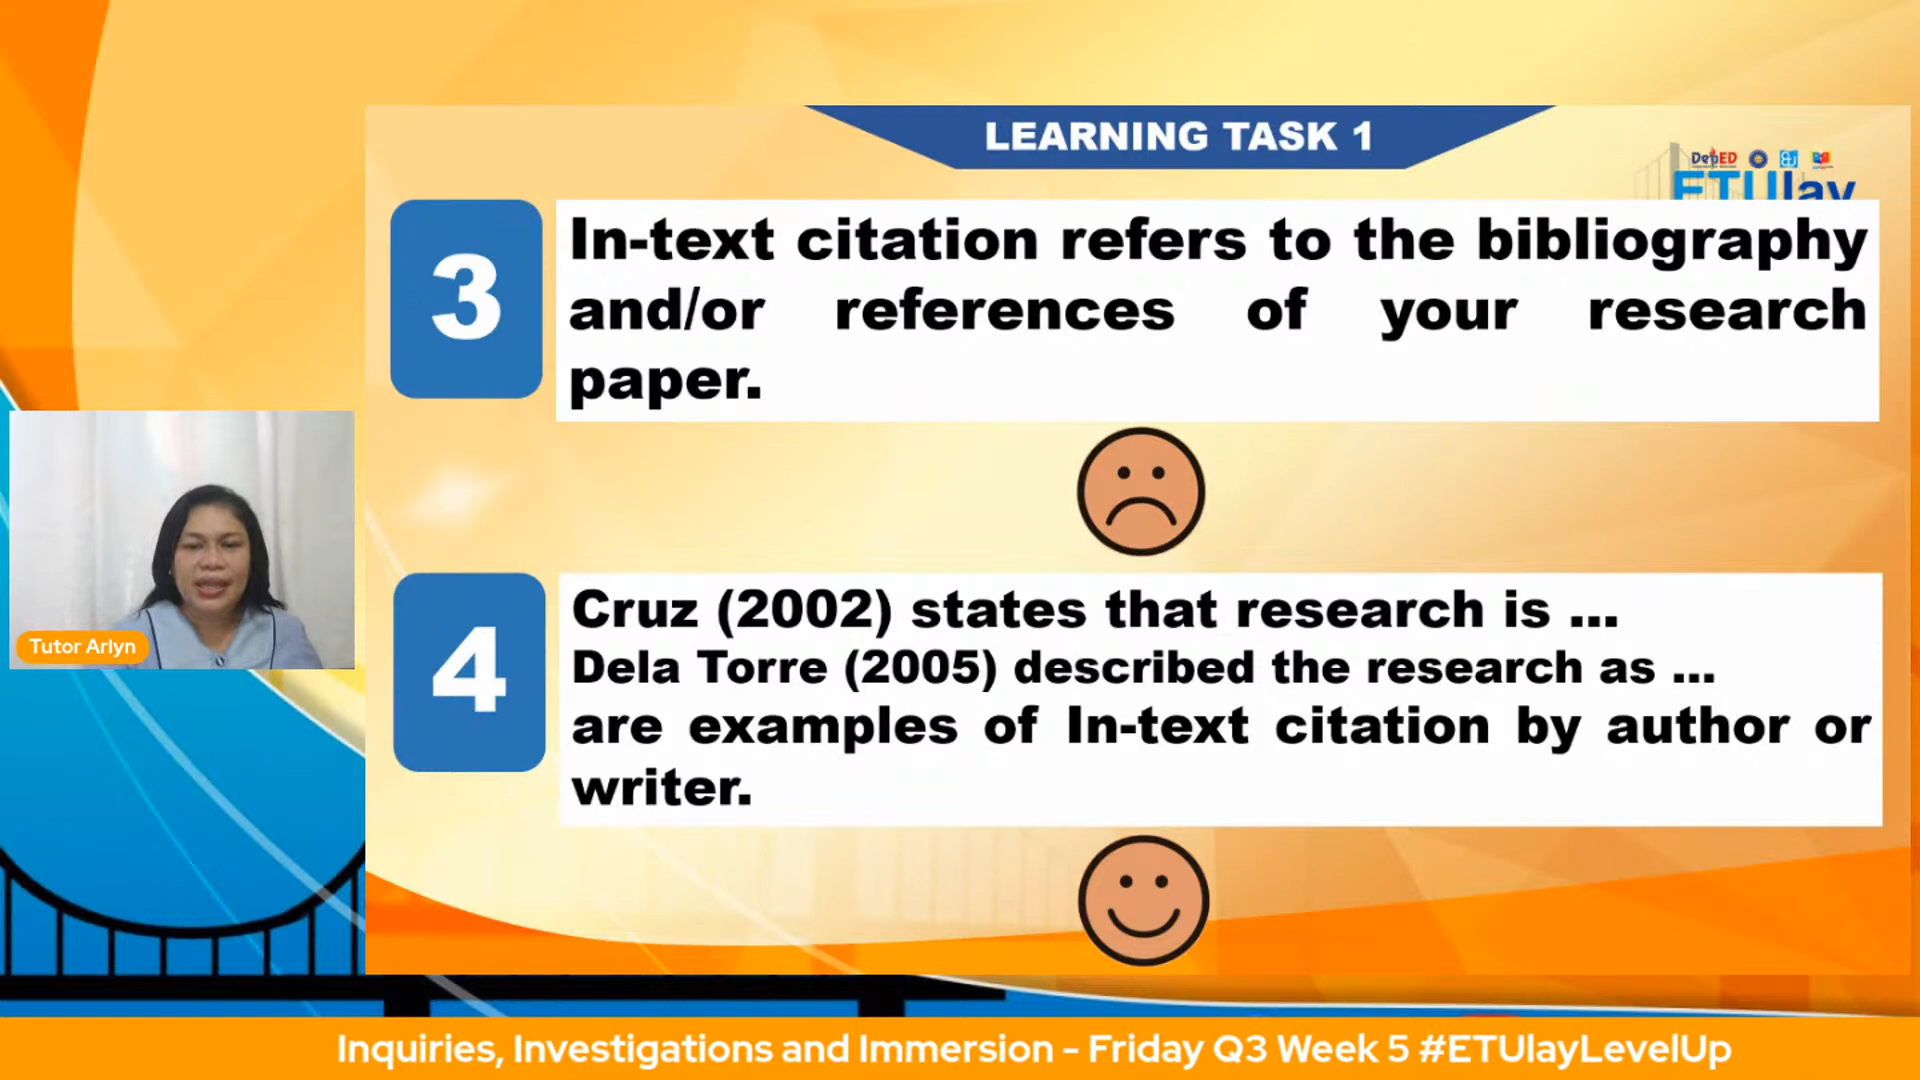 LEARNING TASK 1
DepED
ETUlay
3
In-text citation refers to the bibliography
and/or references of your research
paper.
Tutor Arlyn
4
Cruz (2002) states that research is ...
Dela Torre (2005) described the research as ...
are examples of In-text citation by author or
writer.
Inquiries, Investigations and Immersion - Friday Q3 Week 5 #ETUlayLevelUp